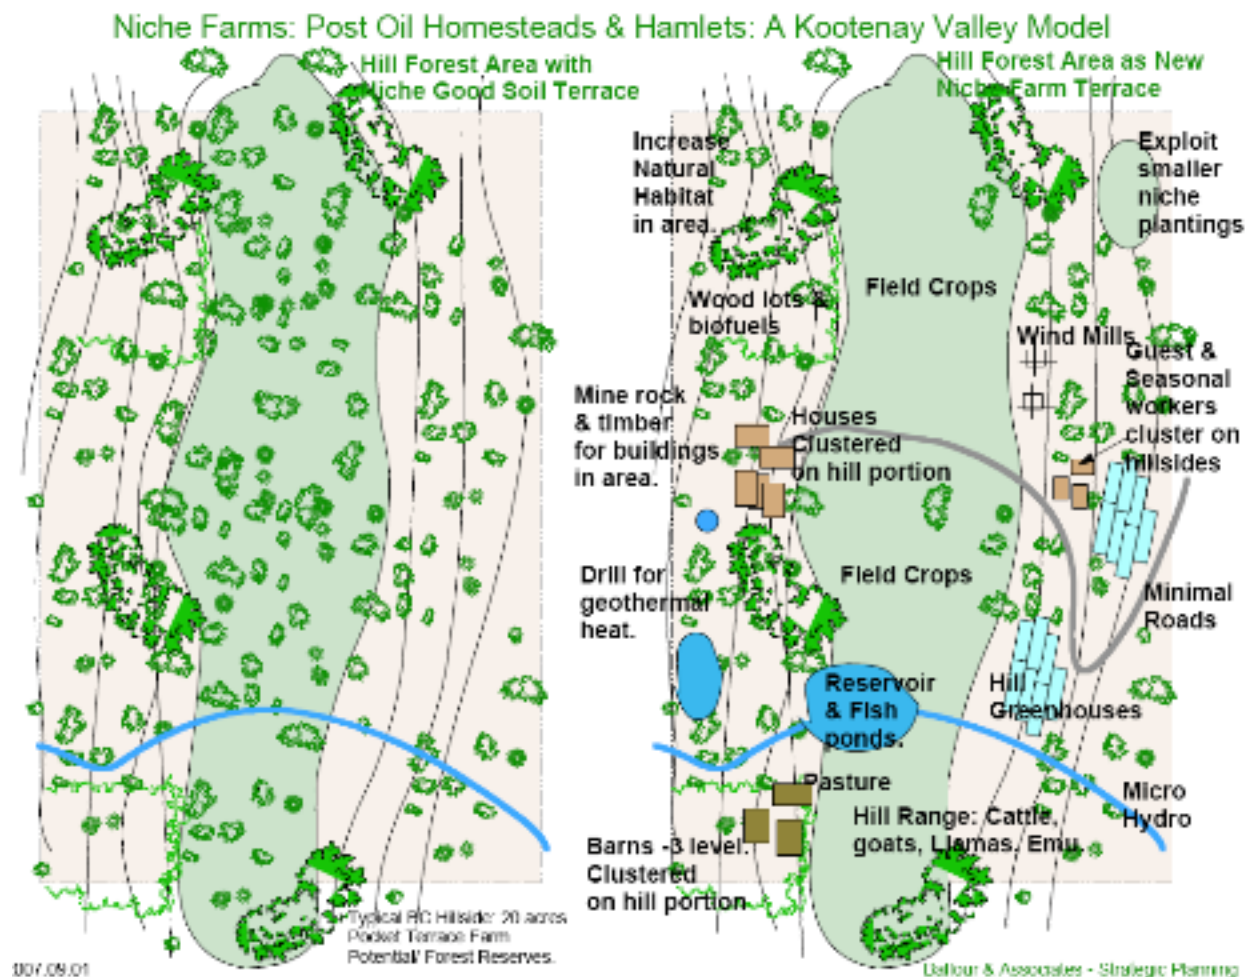 Niche Farms: Post Oil Homesteads & Hamlets: A Kootenay Valley Model
Hill Forest Area with
Niche Good Soil Terrace
Hill Forest Area as New
Niche Farm Terrace
Increase
Natural
Habitat
in area.
Exploit
smaller
niche
plantings
Field Crops
Wood lots &
biofuels
Wind Mills
Guest &
Seasonal
workers
cluster on
hillsides
Mine rock
& timber
for buildings
in area.
Houses
Clustered
on hill portion
Drill for
geothermal
heat.
Field Crops
Minimal
Roads
Reservoir
& Fish
ponds.
Hill
Greenhouses
Pasture
Micro
Hydro
Hill Range: Cattle,
goats, Llamas. Emu.
Barns -3 level.
Clustered
on hill portion
Typical BC Hillside: 20 acres
Pocket Terrace Farm
Potential/ Forest Reserves.
007.09.01
Balfour & Associates - Strategic Planning